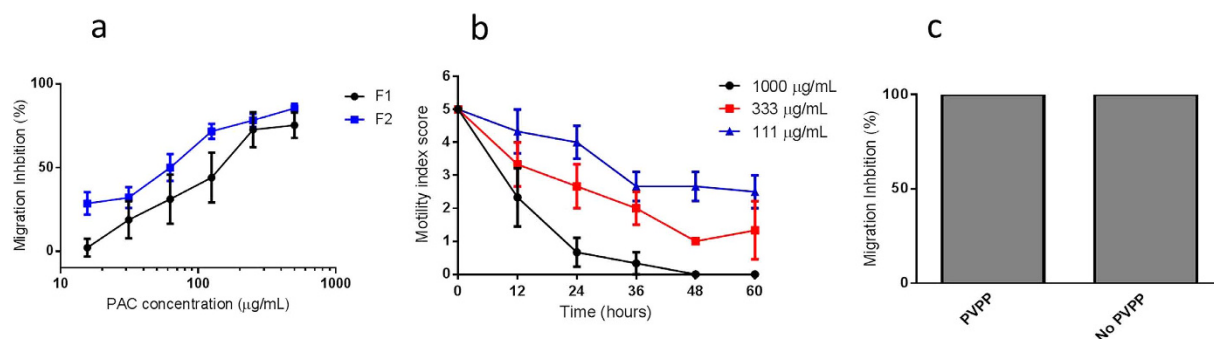 a
Migration Inhbition (%)
100
50
0
10
100
1000
PAC concentration (µg/mL)
F1
F2
b
Motility index score
6
5
4
3
2
1
0
0
12
24
36
48
60
Time (hours)
1000 µg/mL
333 µg/mL
111 µg/mL
c
Migration Inhbition (%)
100
50
0
PVPP
No PVPP